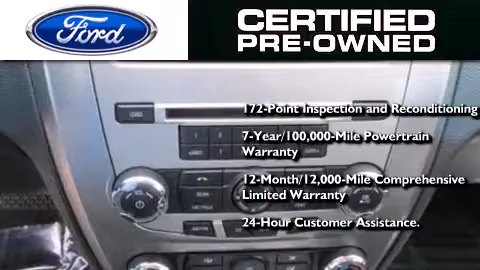 Ford
CERTIFIED
PRE-OWNED
172-Point Inspection and Reconditioning
7-Year/100,000-Mile Powertrain
Warranty
12-Month/12,000-Mile Comprehensive
Limited Warranty
24-Hour Customer Assistance.